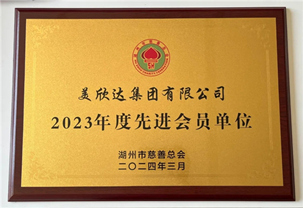 美欣达集团有限公司
2023年度先进会员单位
湖州市慈善总会
二〇二四年三月